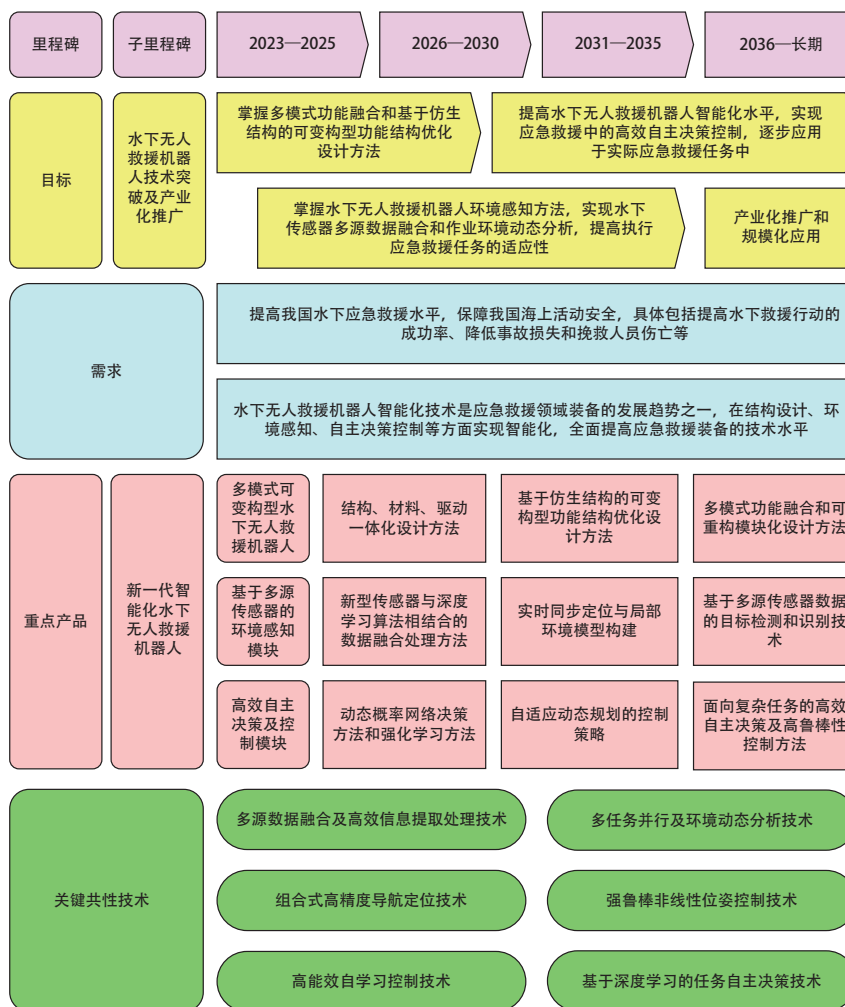 里程碑
子里程碑
2023—2025
2026—2030
2031—2035
2036—长期
目标
水下无人
救援机器
人技术突
破及产业
化推广
掌握多模式功能融合和基于仿生
结构的可变构型功能结构优化
设计方法
提高水下无人救援机器人智能化水平，实现
应急救援中的高效自主决策控制，逐步应用
于实际应急救援任务中
掌握水下无人救援机器人环境感知方法，实现水下
传感器多源数据融合和作业环境动态分析，提高执行
应急救援任务的适应性
产业化推广和
规模化应用
需求
提高我国水下应急救援水平，保障我国海上活动安全，具体包括提高水下救援行动的
成功率、降低事故损失和挽救人员伤亡等
水下无人救援机器人智能化技术是应急救援领域装备的发展趋势之一，在结构设计、环
境感知、自主决策控制等方面实现智能化，全面提高应急救援装备的技术水平
重点产品
新一代智
能化水下
无人救援
机器人
多模式可
变构型水
下无人救
援机器人
结构、材料、驱动
一体化设计方法
基于仿生结构的可变
构型功能结构优化设
计方法
多模式功能融合和可
重构模块化设计方法
基于多源
传感器的
环境感知
模块
新型传感器与深度
学习算法相结合的
数据融合处理方法
实时同步定位与局部
环境模型构建
基于多源传感器数据
的目标检测和识别技
术
高效自主
决策及控
制模块
动态概率网络决策
方法和强化学习方法
自适应动态规划的控制
策略
面向复杂任务的高效
自主决策及高鲁棒性
控制方法
关键共性技术
多源数据融合及高效信息提取处理技术
多任务并行及环境动态分析技术
组合式高精度导航定位技术
强鲁棒非线性位姿控制技术
高能效自学习控制技术
基于深度学习的任务自主决策技术